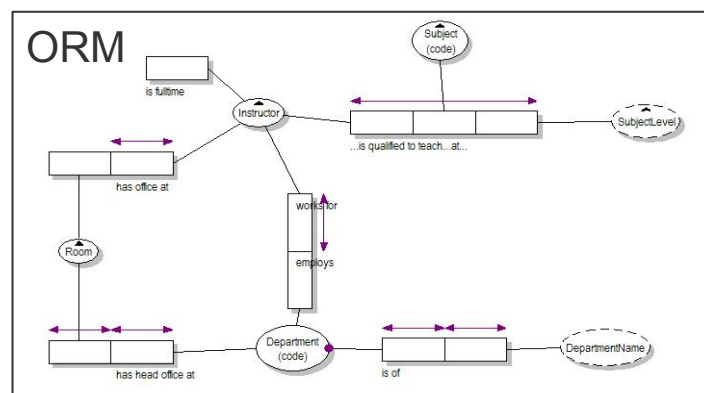 ORM
Subject
(code)
is fulltime
Instructor
SubjectLevel
...is qualified to teach...at...
has office at
works for
Room
employs
Department
(code)
DepartmentName
has head office at
is of